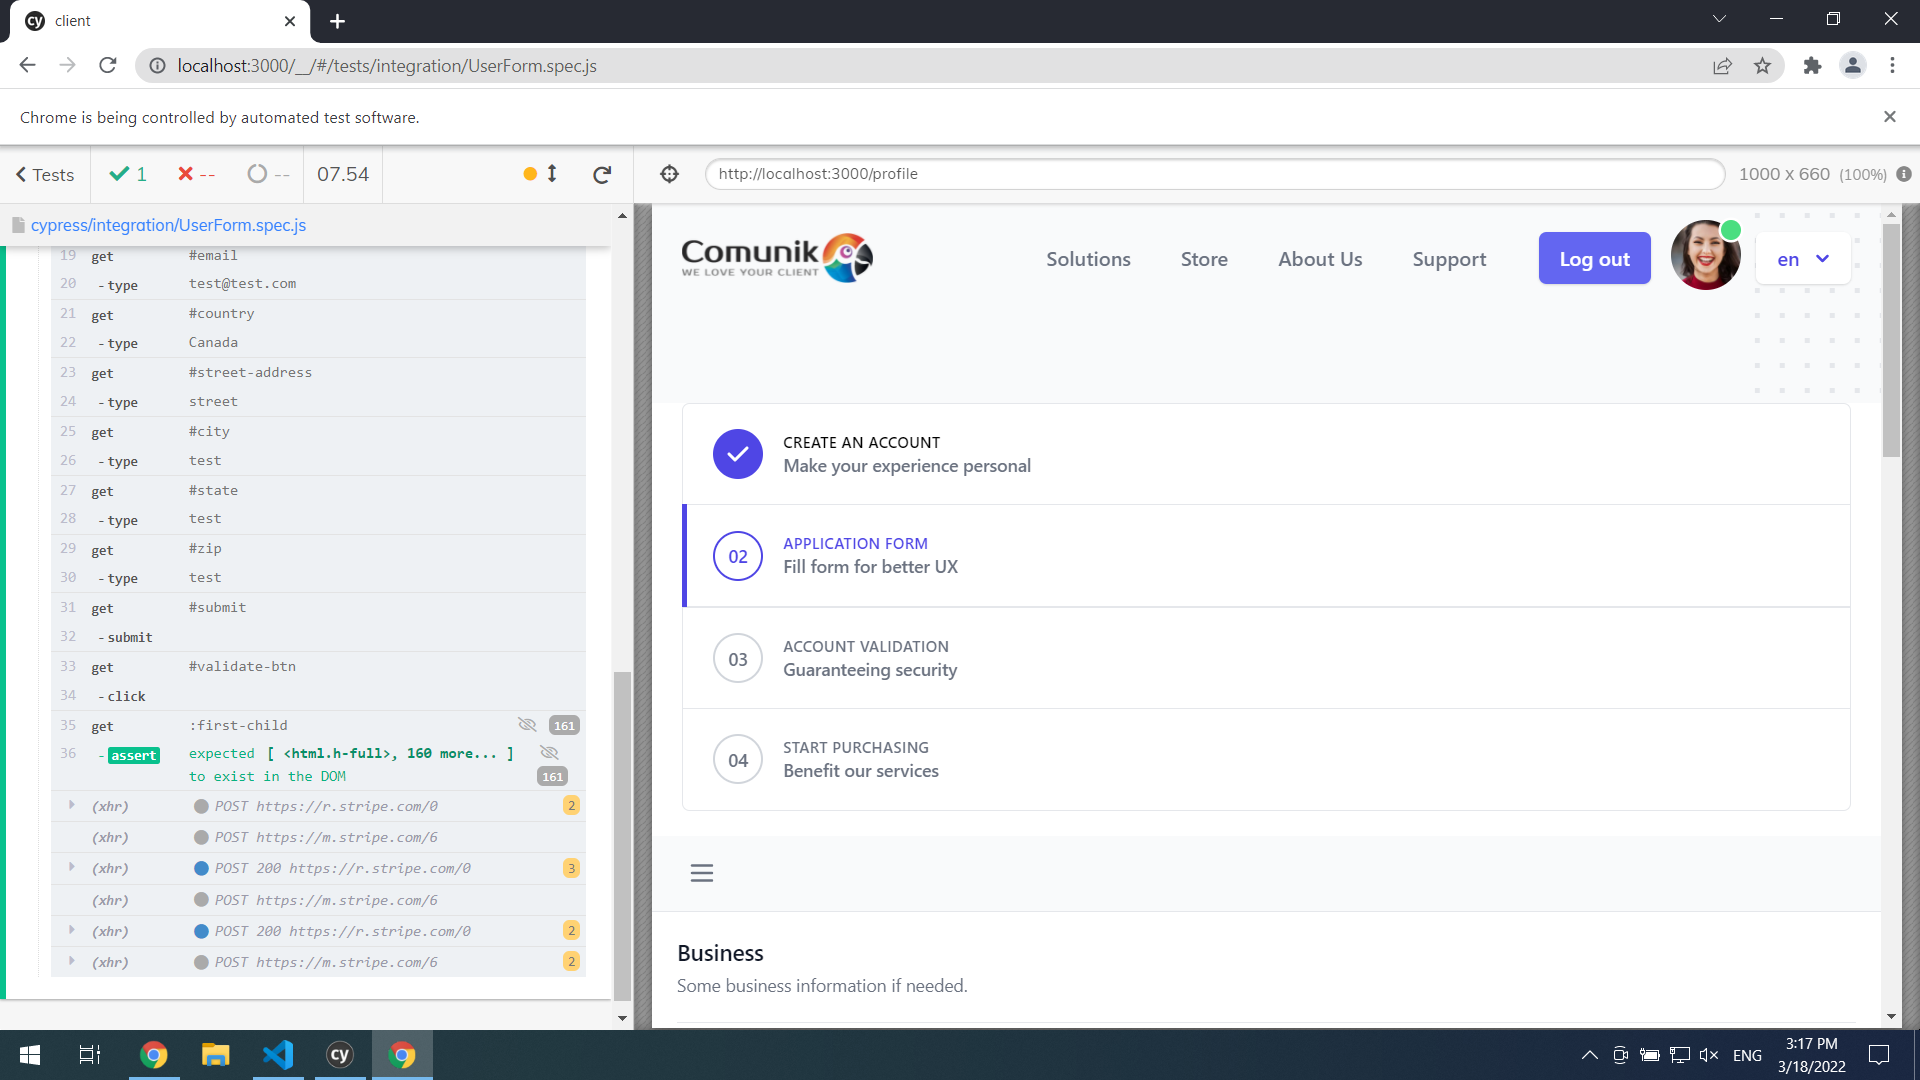 client
localhost:3000/__/#/tests/integration/UserForm.spec.js
Chrome is being controlled by automated test software.
Tests 1 -- -- 07.54
http://localhost:3000/profile 1000 x 660 (100%)
cypress/integration/UserForm.spec.js
19 get #email
20 -type test@test.com
21 get #country
22 -type Canada
23 get #street-address
24 -type street
25 get #city
26 -type test
27 get #state
28 -type test
29 get #zip
30 -type test
31 get #submit
32 -submit
33 get #validate-btn
34 -click
35 get :first-child 161
36 -assert expected [ <html.h-full>, 160 more... ]
to exist in the DOM 161
(xhr) POST https://r.stripe.com/0 2
(xhr) POST https://m.stripe.com/6
(xhr) POST 200 https://r.stripe.com/0 3
(xhr) POST https://m.stripe.com/6
(xhr) POST 200 https://r.stripe.com/0 2
(xhr) POST https://m.stripe.com/6 2
Comunik
WE LOVE YOUR CLIENT
Solutions Store About Us Support Log out en
CREATE AN ACCOUNT
Make your experience personal
02 APPLICATION FORM
Fill form for better UX
03 ACCOUNT VALIDATION
Guaranteeing security
04 START PURCHASING
Benefit our services
Business
Some business information if needed.
cy
ENG
3:17 PM
3/18/2022